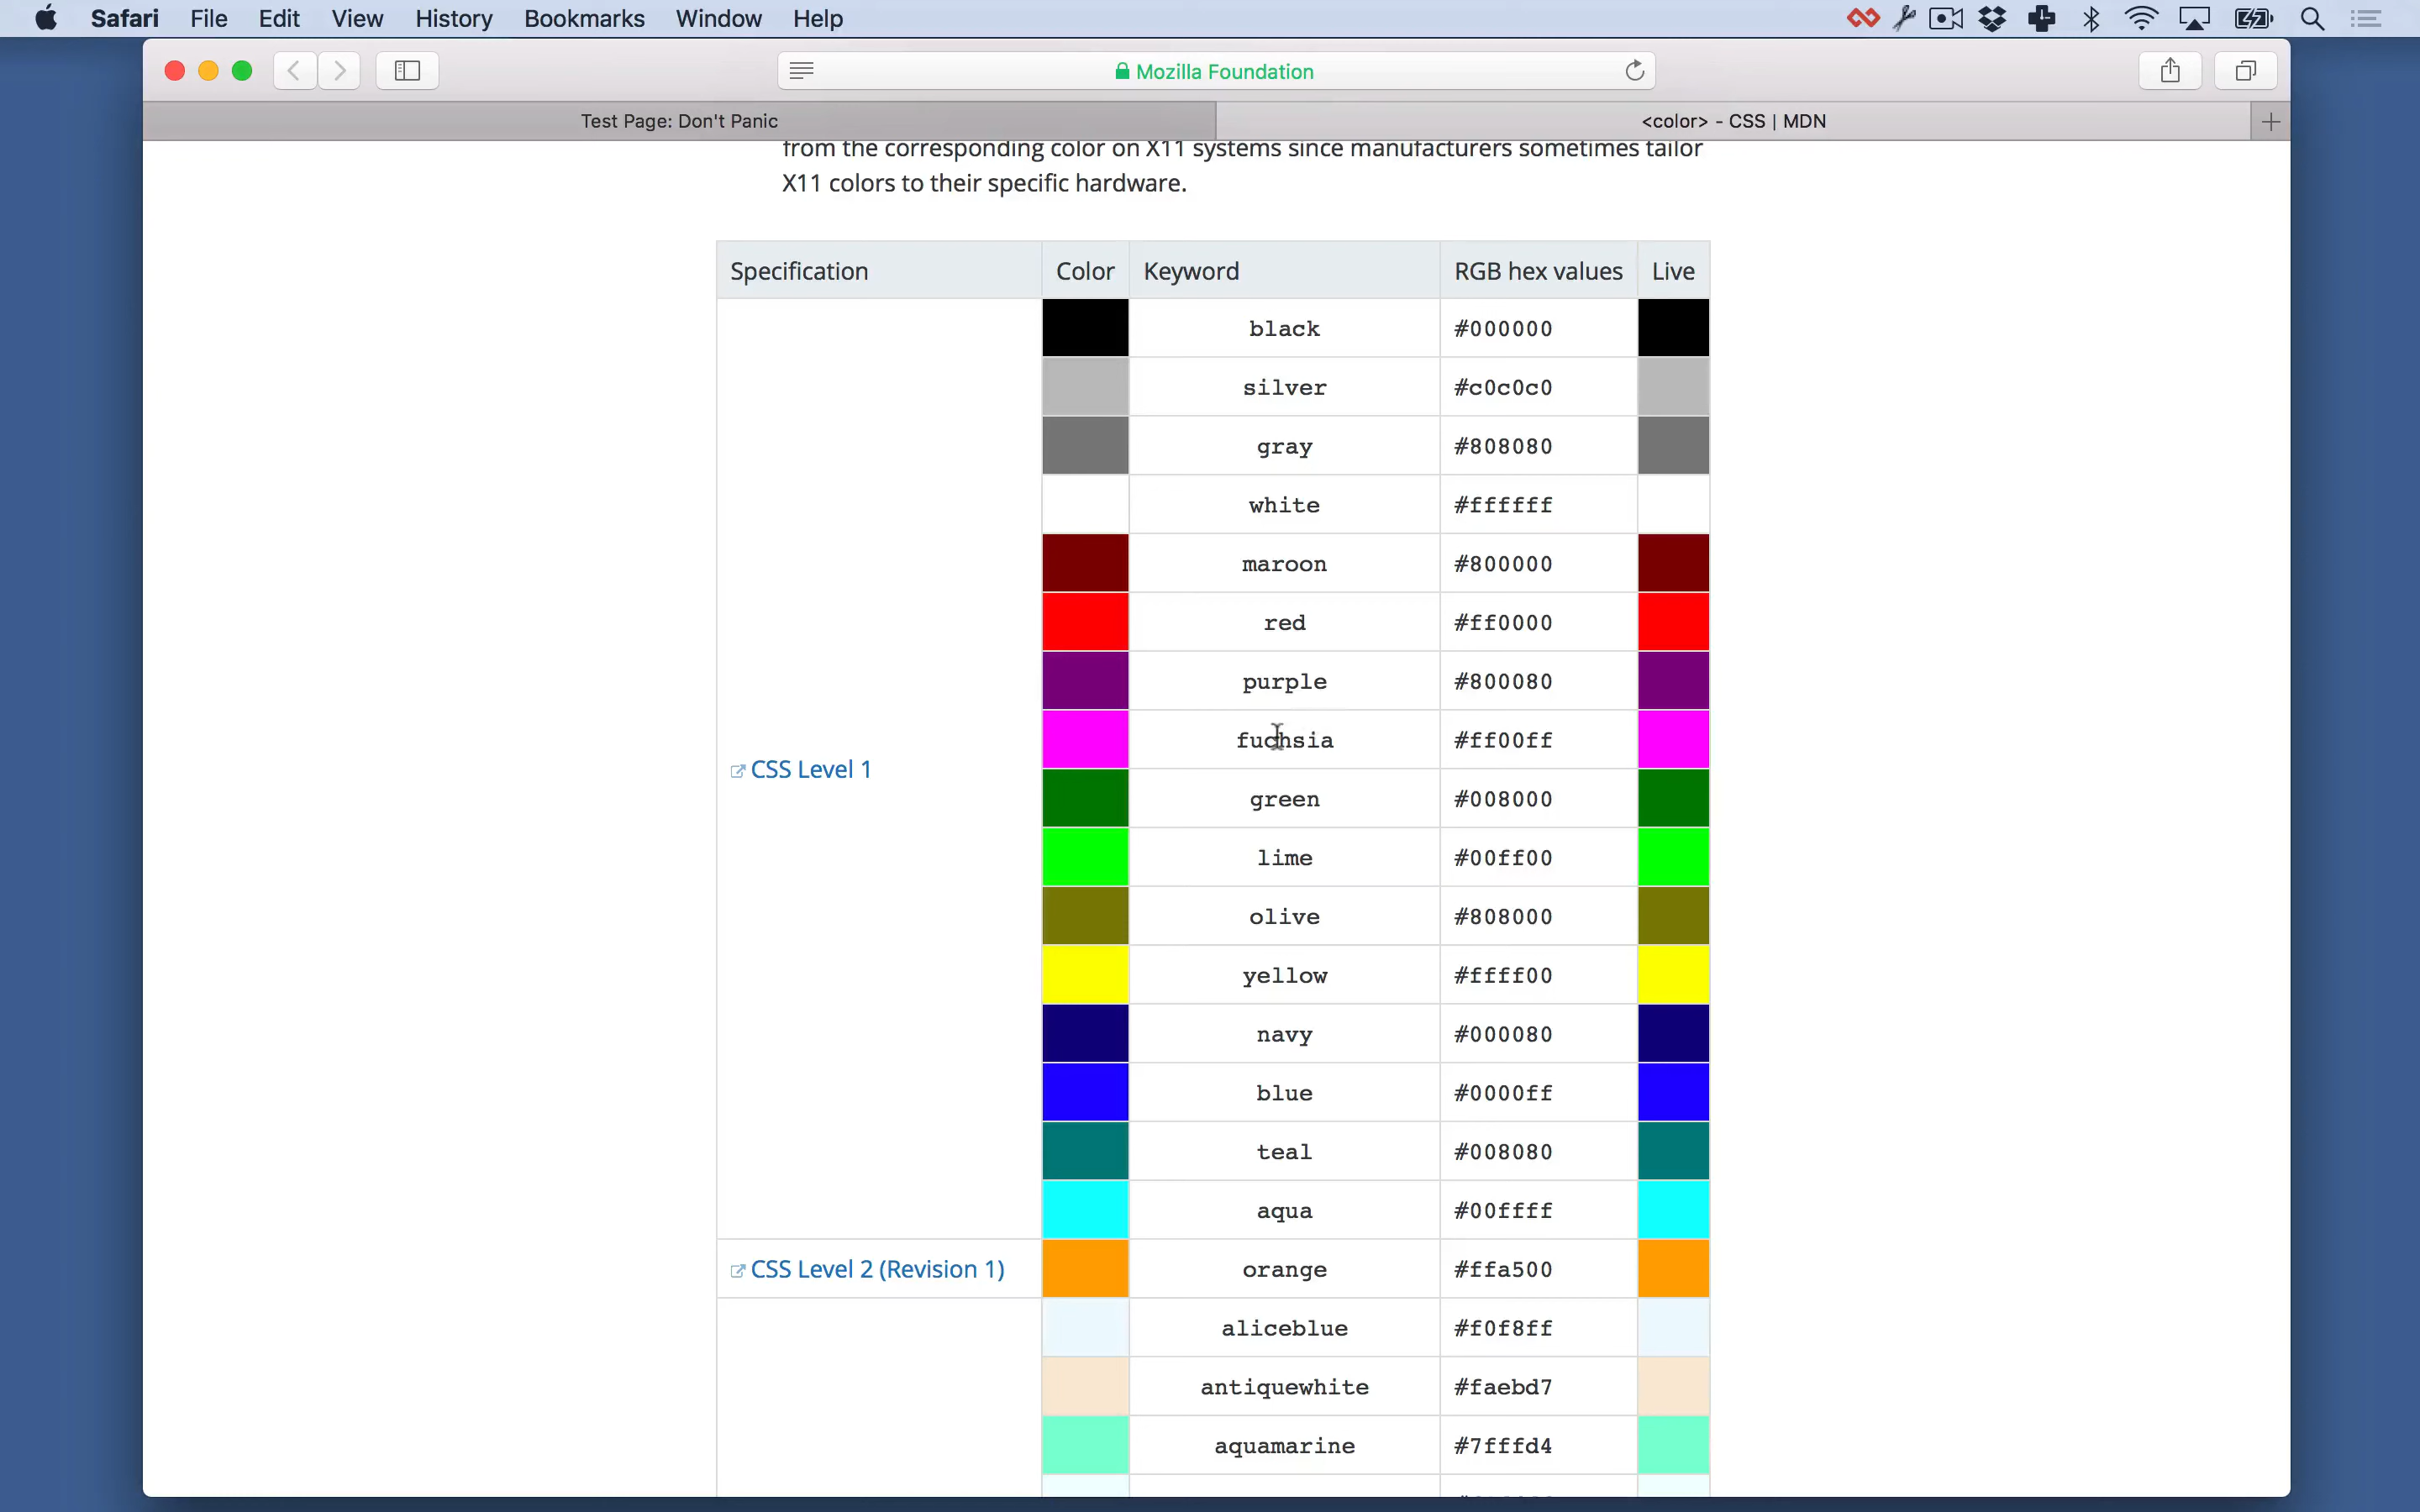 Safari File Edit View History Bookmarks Window Help
Mozilla Foundation
Test Page: Don't Panic
<color> - CSS | MDN
from the corresponding color on X11 systems since manufacturers sometimes tailor
X11 colors to their specific hardware.
Specification Color Keyword RGB hex values Live
black #000000
silver #c0c0c0
gray #808080
white #ffffff
maroon #800000
red #ff0000
purple #800080
fuchsia #ff00ff
CSS Level 1
green #008000
lime #00ff00
olive #808000
yellow #ffff00
navy #000080
blue #0000ff
teal #008080
aqua #00ffff
CSS Level 2 (Revision 1) orange #ffa500
aliceblue #f0f8ff
antiquewhite #faebd7
aquamarine #7fffd4